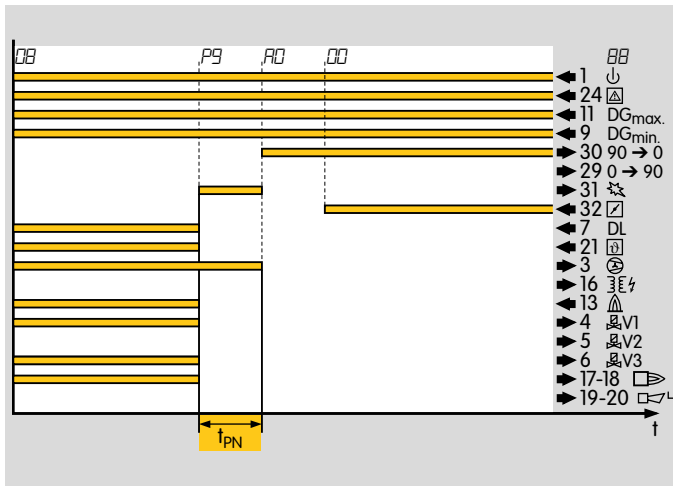 08 P9 A0 00 88
1
24
11 DGmax.
9 DGmin.
30 90 ➔ 0
29 0 ➔ 90
31
32
7 DL
21 ϑ
3
16
13
4 V1
5 V2
6 V3
17-18
19-20
tPN
t